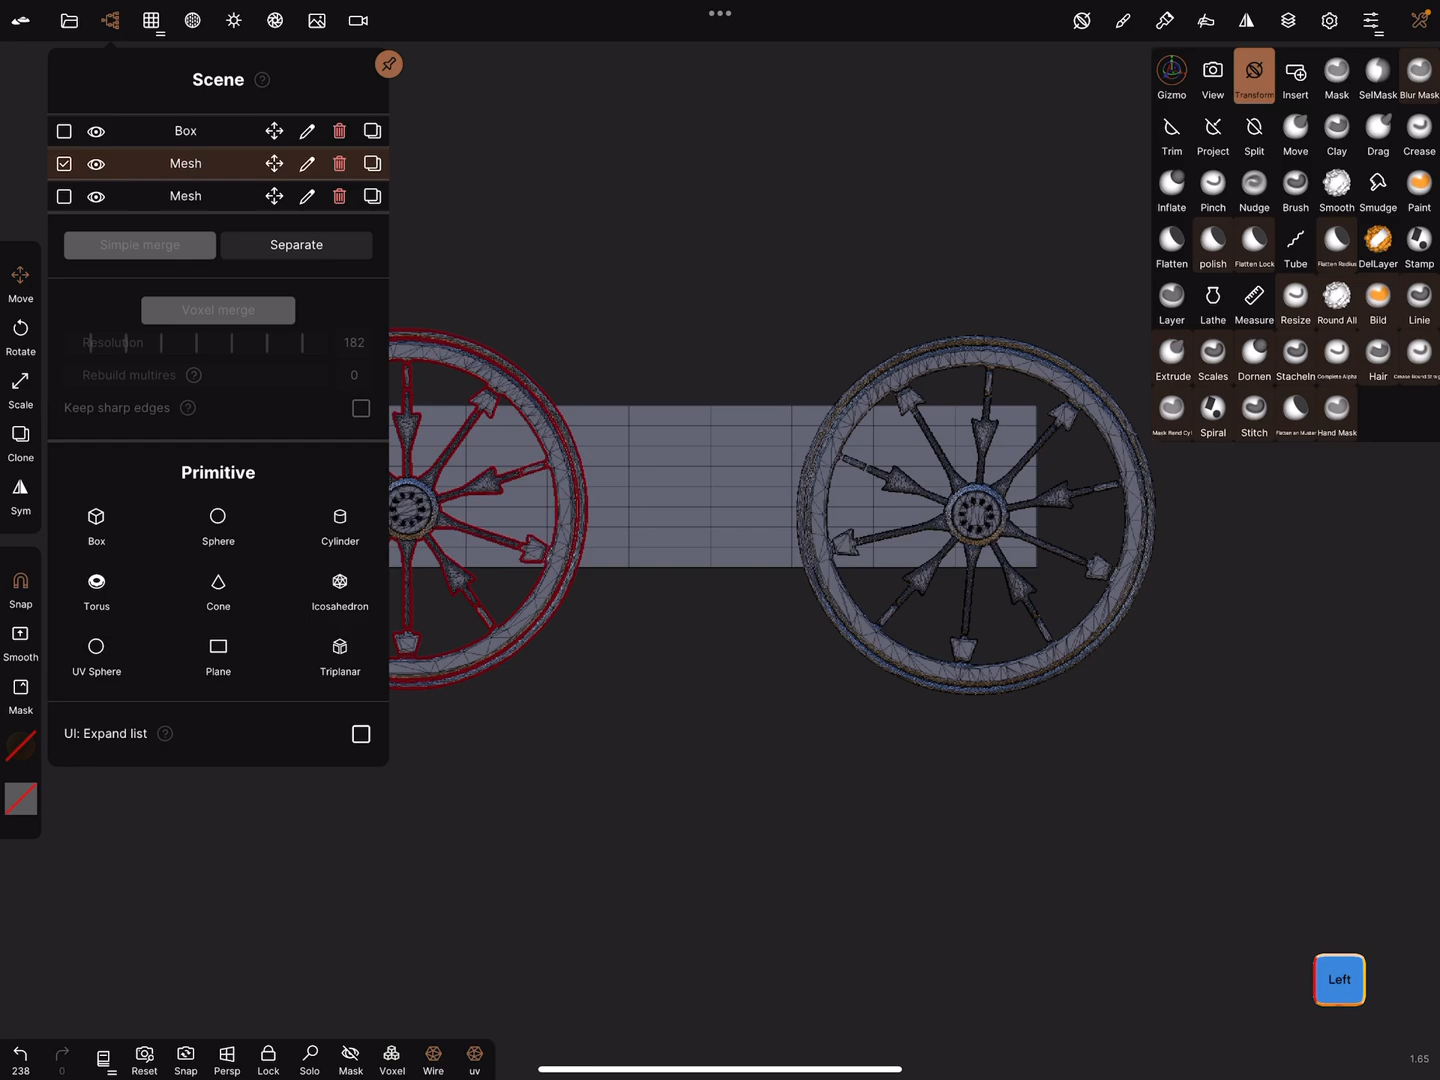 Scene
Box
Mesh
Mesh
Simple merge Separate
Voxel merge
Resolution 182
Rebuild multires 0
Keep sharp edges
Primitive
Box Sphere Cylinder
Torus Cone Icosahedron
UV Sphere Plane Triplanar
UI: Expand list
Move
Rotate
Scale
Clone
Sym
Snap
Smooth
Mask
Gizmo View Transform Insert Mask SelMask Blur Mask
Trim Project Split Move Clay Drag Crease
Inflate Pinch Nudge Brush Smooth Smudge Paint
Flatten polish Flatten Lock Tube Flatten Radius DelLayer Stamp
Layer Lathe Measure Resize Round All Bild Linie
Extrude Scales Dornen Stacheln Complete Alpha Hair
Spiral Stitch Hand Mask
Left
238 0 Reset Snap Persp Lock Solo Mask Voxel Wire uv
1.65